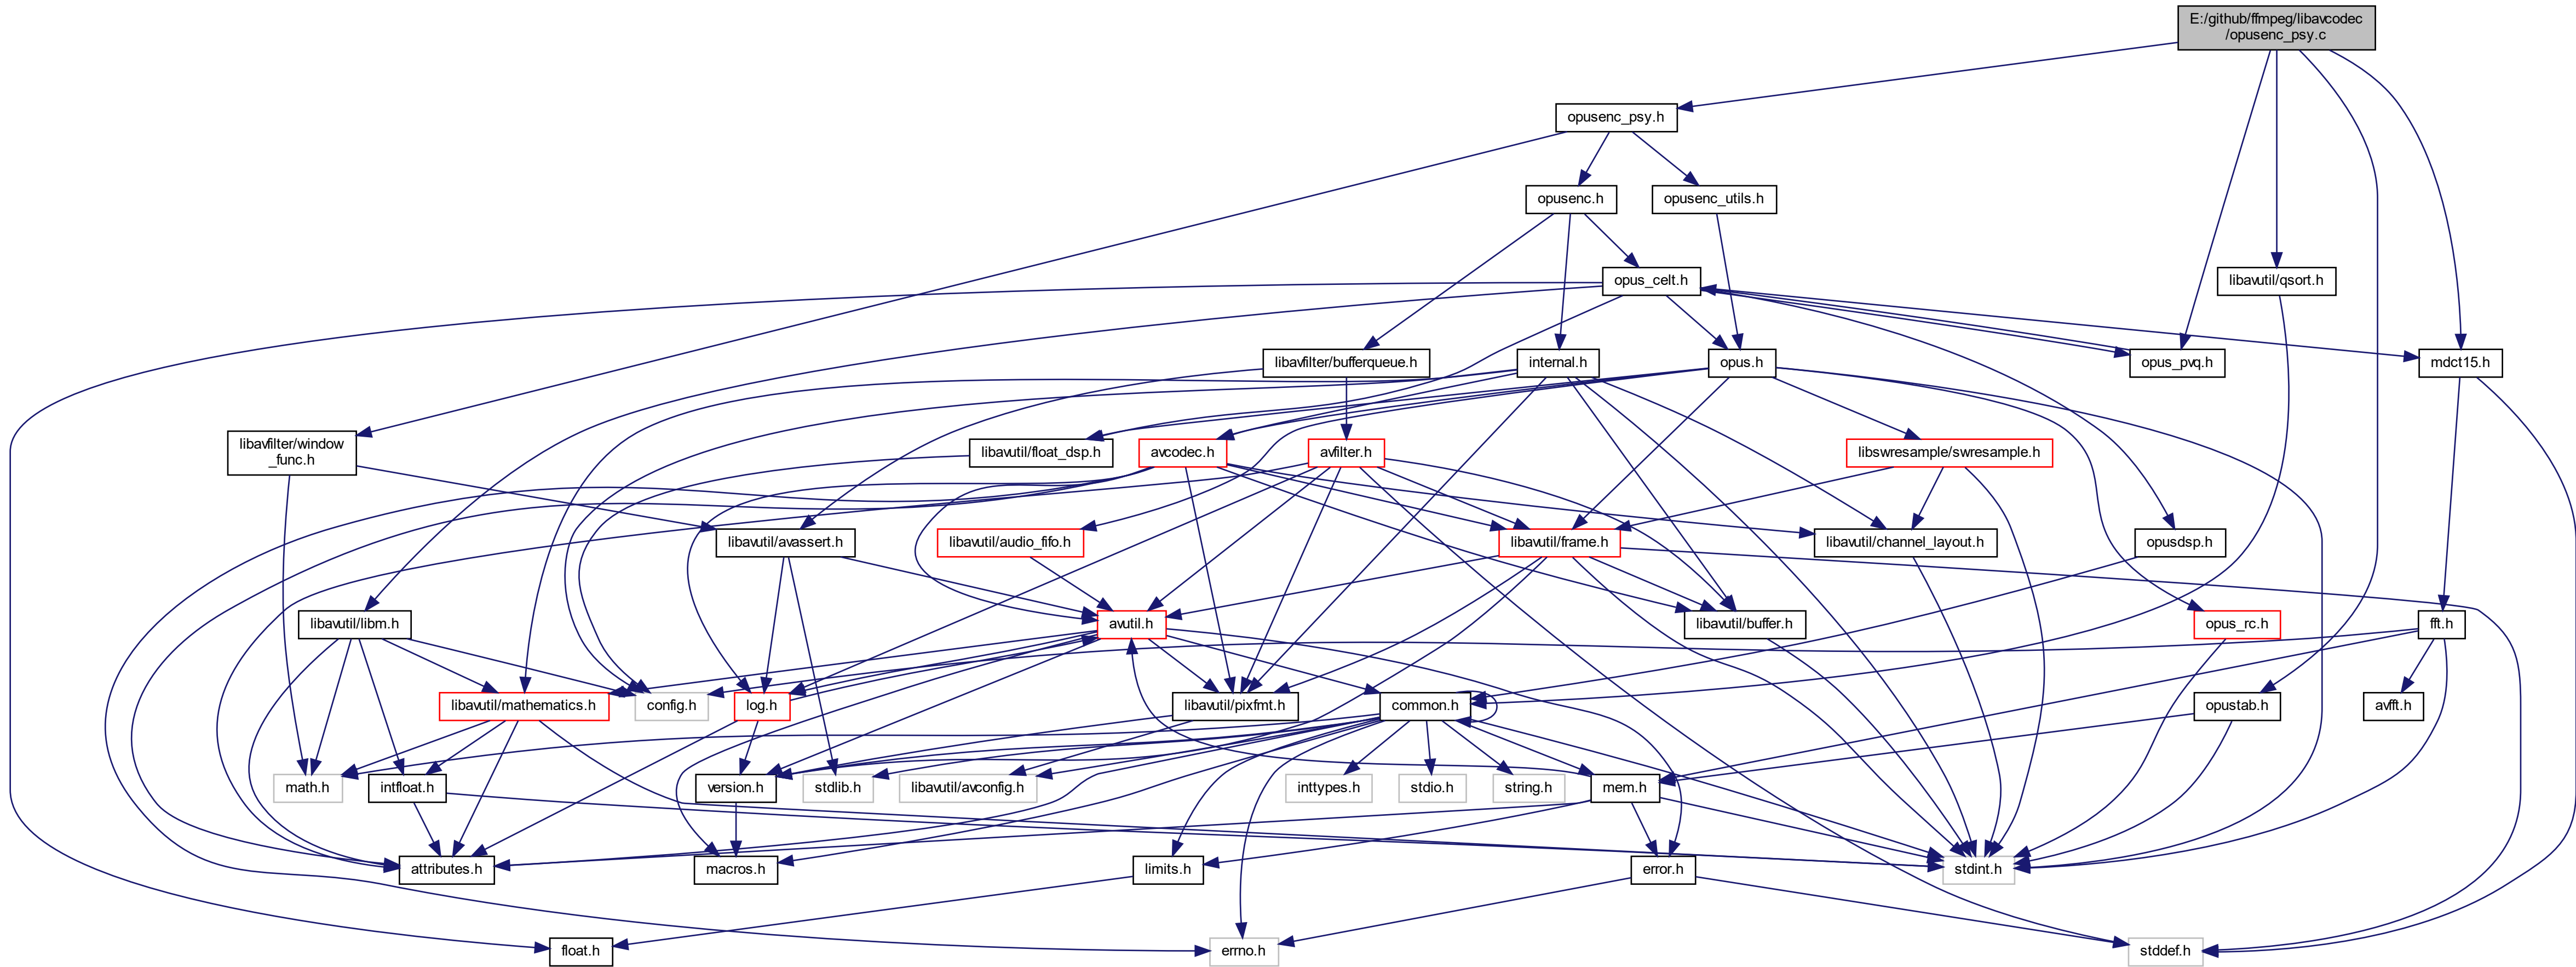 E:/github/ffmpeg/libavcodec
/opusenc_psy.c
opusenc_psy.h
opusenc.h
opusenc_utils.h
opus_celt.h
libavutil/qsort.h
libavfilter/bufferqueue.h
internal.h
opus.h
opus_pvq.h
mdct15.h
libavfilter/window
_func.h
libavutil/float_dsp.h
avcodec.h
avfilter.h
libswresample/swresample.h
libavutil/avassert.h
libavutil/audio_fifo.h
libavutil/frame.h
libavutil/channel_layout.h
opusdsp.h
libavutil/libm.h
avutil.h
libavutil/buffer.h
opus_rc.h
fft.h
libavutil/mathematics.h
config.h
log.h
libavutil/pixfmt.h
common.h
opustab.h
avfft.h
math.h
intfloat.h
version.h
stdlib.h
libavutil/avconfig.h
inttypes.h
stdio.h
string.h
mem.h
attributes.h
macros.h
limits.h
error.h
stdint.h
float.h
errno.h
stddef.h